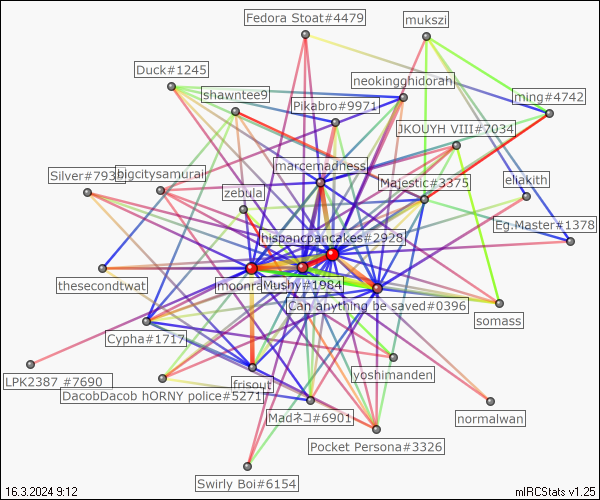 Fedora Stoat#4479
mukszi
Duck#1245
neokingghidorah
shawntee9
ming#4742
Pikabro#9971
JKOUYH VIII#7034
marcemadness
Silver#793
bigcitysamurai
Majestic#3375
eliakith
zebula
Eg.Master#1378
hispancpancakes#2928
thesecondtwat
Mushy#1984
Can anything be saved#0396
somass
Cypha#1717
yoshimanden
LPK2387_#7690
frisout
DacobDacob hORNY police#5271
Madネコ#6901
normalwan
Pocket Persona#3326
Swirly Boi#6154
16.3.2024 9:12
mIRCStats v1.25